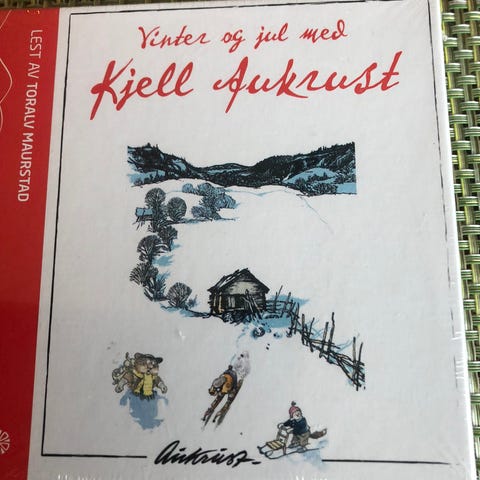 LEST AV TORALV MAURSTAD
Vinter og jul med
Kjell Aukrust
Aukrust